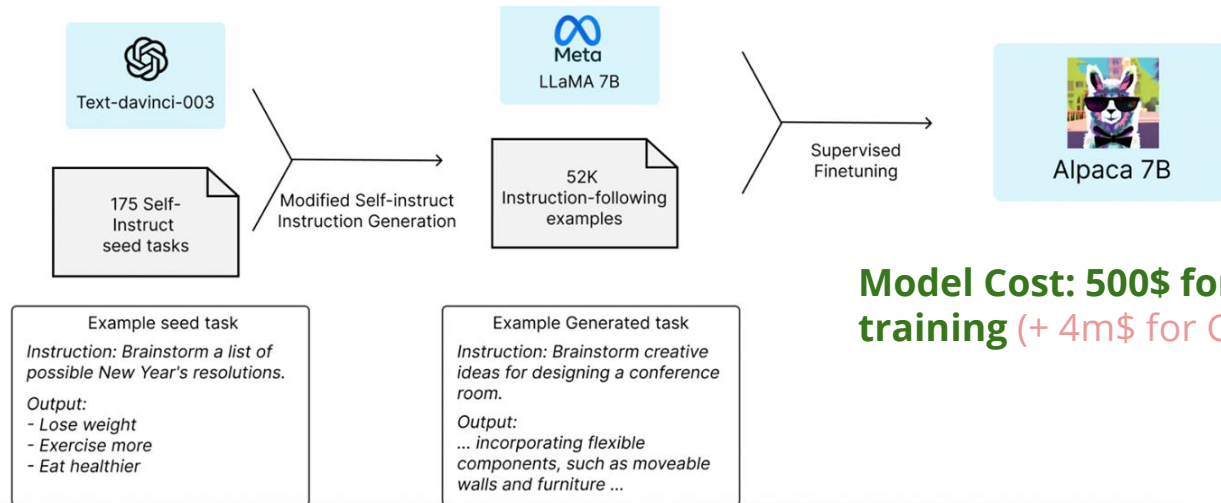 Text-davinci-003
175 Self-
Instruct
seed tasks
Modified Self-instruct
Instruction Generation
Meta
LLaMA 7B
52K
Instruction-following
examples
Supervised
Finetuning
Alpaca 7B
Example seed task
Instruction: Brainstorm a list of
possible New Year's resolutions.
Output:
- Lose weight
- Exercise more
- Eat healthier
Example Generated task
Instruction: Brainstorm creative
ideas for designing a conference
room.
Output:
... incorporating flexible
components, such as moveable
walls and furniture ...
Model Cost: 500$ for
training (+ 4m$ for